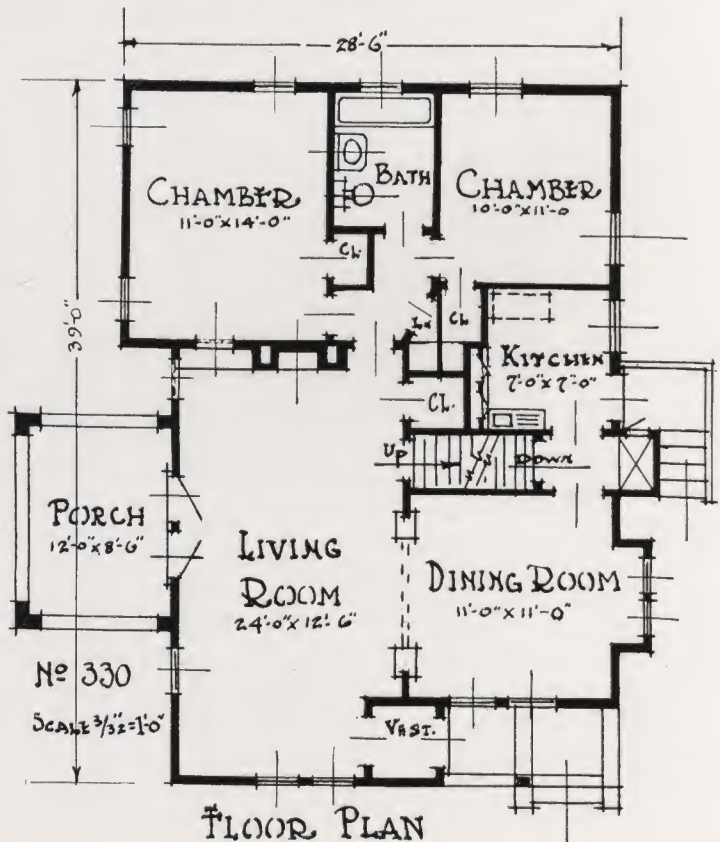 28'-6"
CHAMBER
11'-0"x14'-0"
BATH
CHAMBER
10'-0"x11'-0
CL.
39'-0"
Ln
CL
KITCHEN
7'-0"x7'-0"
CL.
UP
DOWN
PORCH
12'-0"x8'-6"
LIVING
ROOM
24'-0"x12'-6"
DINING ROOM
11'-0"x11'-0"
Nº 330
SCALE 3/32"=1'-0"
VEST.
FLOOR PLAN